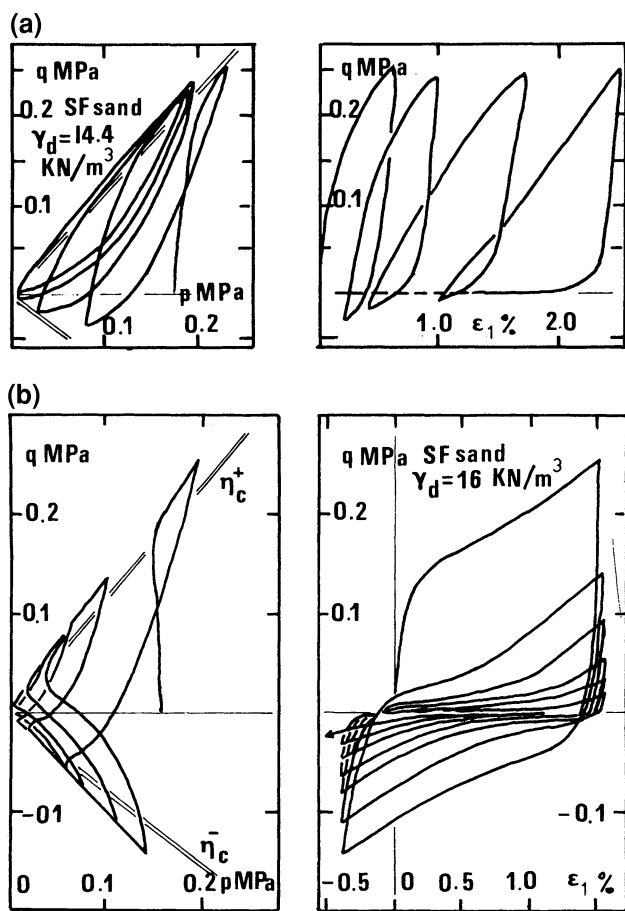 (a)
q MPa
0.2 SF sand
γd=14.4
KN/m³
0.1
p MPa
0.1 0.2
q MPa
0.2
0.1
1.0 ε₁ % 2.0
(b)
q MPa
η⁺c
0.2
0.1
-01
η⁻c
0 0.1 0.2 p MPa
q MPa SF sand
γd=16 KN/m³
0.2
0.1
-0.1
-0.5 0 0.5 1.0 ε₁ %